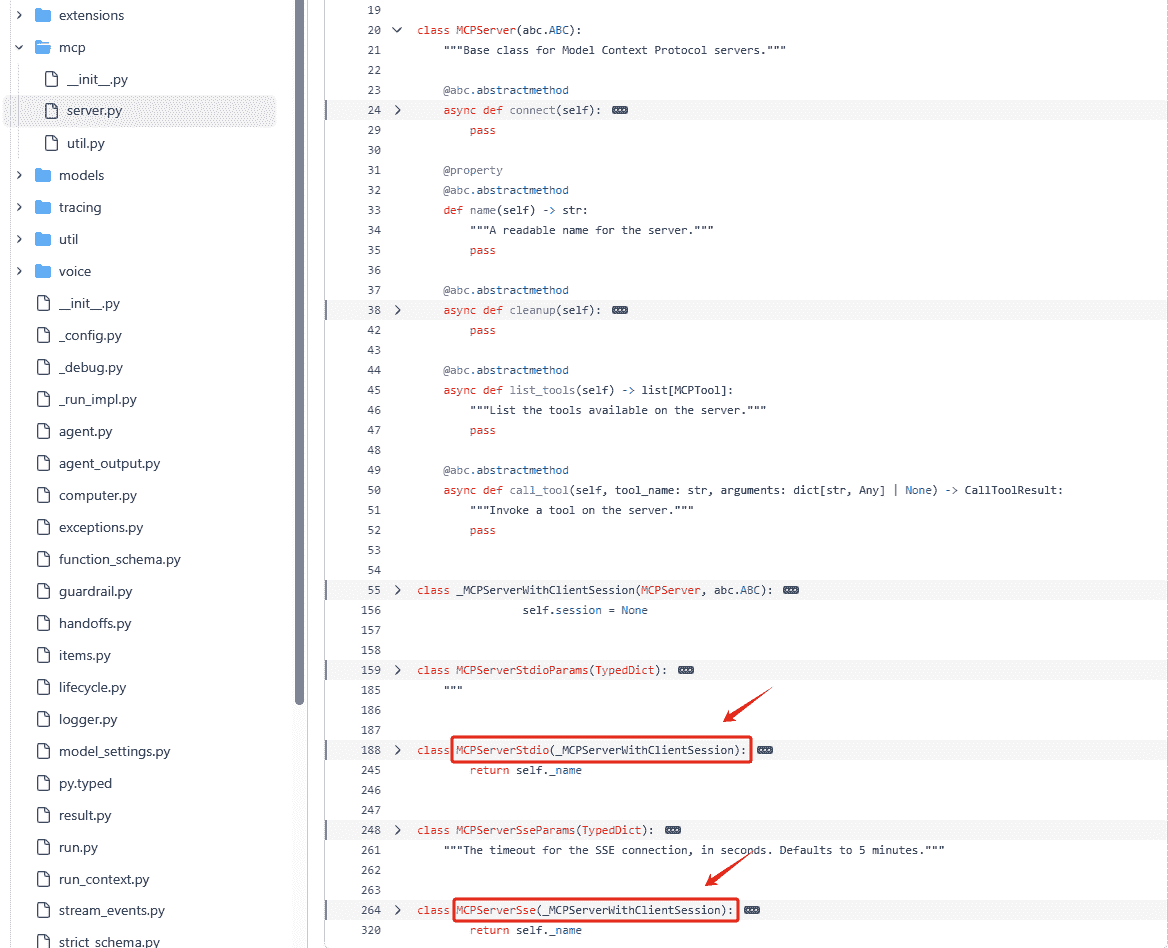 extensions
mcp
__init__.py
server.py
util.py
models
tracing
util
voice
__init__.py
_config.py
_debug.py
_run_impl.py
agent.py
agent_output.py
computer.py
exceptions.py
function_schema.py
guardrail.py
handoffs.py
items.py
lifecycle.py
logger.py
model_settings.py
py.typed
result.py
run.py
run_context.py
stream_events.py
strict_schema.py
19
20 class MCPServer(abc.ABC):
21 """Base class for Model Context Protocol servers."""
22
23 @abc.abstractmethod
24 async def connect(self):
29 pass
30
31 @property
32 @abc.abstractmethod
33 def name(self) -> str:
34 """A readable name for the server."""
35 pass
36
37 @abc.abstractmethod
38 async def cleanup(self):
42 pass
43
44 @abc.abstractmethod
45 async def list_tools(self) -> list[MCPTool]:
46 """List the tools available on the server."""
47 pass
48
49 @abc.abstractmethod
50 async def call_tool(self, tool_name: str, arguments: dict[str, Any] | None) -> CallToolResult:
51 """Invoke a tool on the server."""
52 pass
53
54
55 class _MCPServerWithClientSession(MCPServer, abc.ABC):
156 self.session = None
157
158
159 class MCPServerStdioParams(TypedDict):
185 """
186
187
188 class MCPServerStdio(_MCPServerWithClientSession):
245 return self._name
246
247
248 class MCPServerSseParams(TypedDict):
261 """The timeout for the SSE connection, in seconds. Defaults to 5 minutes."""
262
263
264 class MCPServerSse(_MCPServerWithClientSession):
320 return self._name